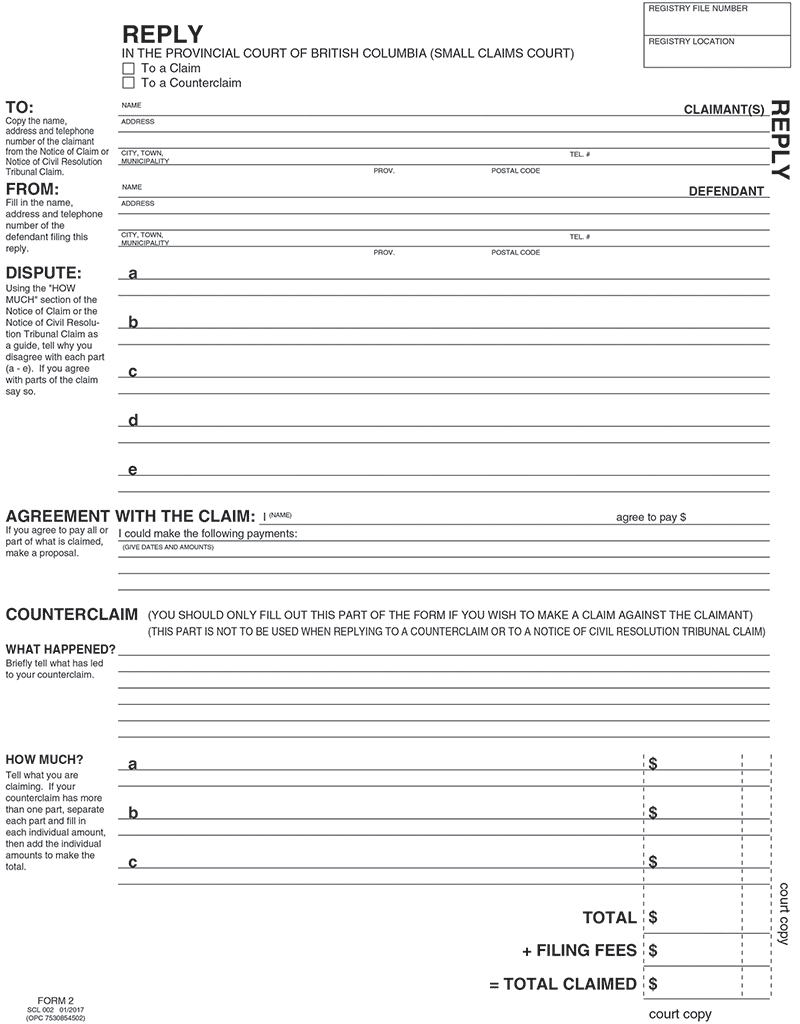 REGISTRY FILE NUMBER
REGISTRY LOCATION
REPLY
IN THE PROVINCIAL COURT OF BRITISH COLUMBIA (SMALL CLAIMS COURT)
To a Claim
To a Counterclaim
REPLY
TO:
Copy the name,
address and telephone
number of the claimant
from the Notice of Claim or
Notice of Civil Resolution
Tribunal Claim.
NAME
CLAIMANT(S)
ADDRESS
CITY, TOWN,
MUNICIPALITY
TEL. #
PROV.
POSTAL CODE
FROM:
Fill in the name,
address and telephone
number of the
defendant filing this
reply.
NAME
DEFENDANT
ADDRESS
CITY, TOWN,
MUNICIPALITY
TEL. #
PROV.
POSTAL CODE
DISPUTE:
Using the "HOW
MUCH" section of the
Notice of Claim or the
Notice of Civil Resolu-
tion Tribunal Claim as
a guide, tell why you
disagree with each part
(a - e). If you agree
with parts of the claim
say so.
a
b
c
d
e
AGREEMENT WITH THE CLAIM: I (NAME) agree to pay $
If you agree to pay all or
part of what is claimed,
make a proposal.
I could make the following payments:
(GIVE DATES AND AMOUNTS)
COUNTERCLAIM (YOU SHOULD ONLY FILL OUT THIS PART OF THE FORM IF YOU WISH TO MAKE A CLAIM AGAINST THE CLAIMANT)
(THIS PART IS NOT TO BE USED WHEN REPLYING TO A COUNTERCLAIM OR TO A NOTICE OF CIVIL RESOLUTION TRIBUNAL CLAIM)
WHAT HAPPENED?
Briefly tell what has led
to your counterclaim.
HOW MUCH?
Tell what you are
claiming. If your
counterclaim has more
than one part, separate
each part and fill in
each individual amount,
then add the individual
amounts to make the
total.
a $
b $
c $
TOTAL $
+ FILING FEES $
= TOTAL CLAIMED $
court copy
court copy
FORM 2
SCL 002 01/2017
(OPC 7530854502)